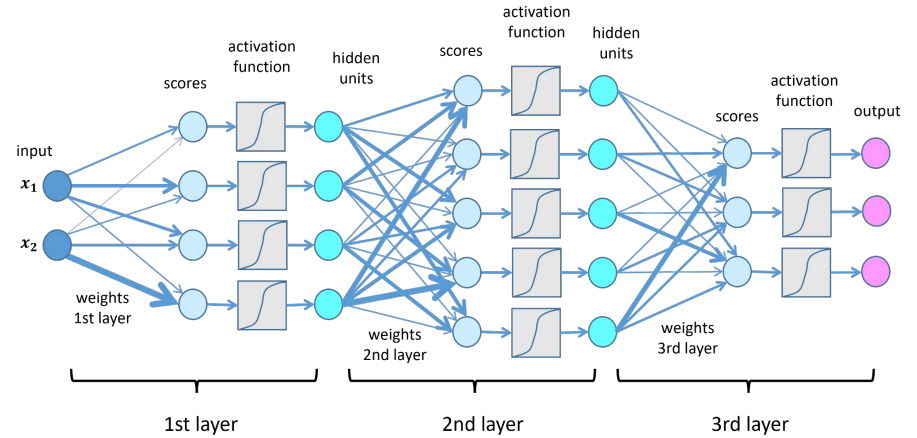 activation
function
scores
hidden
units
activation
function
hidden
units
scores
activation
function
scores
output
input
x₁
x₂
weights
1st layer
weights
2nd layer
weights
3rd layer
1st layer
2nd layer
3rd layer